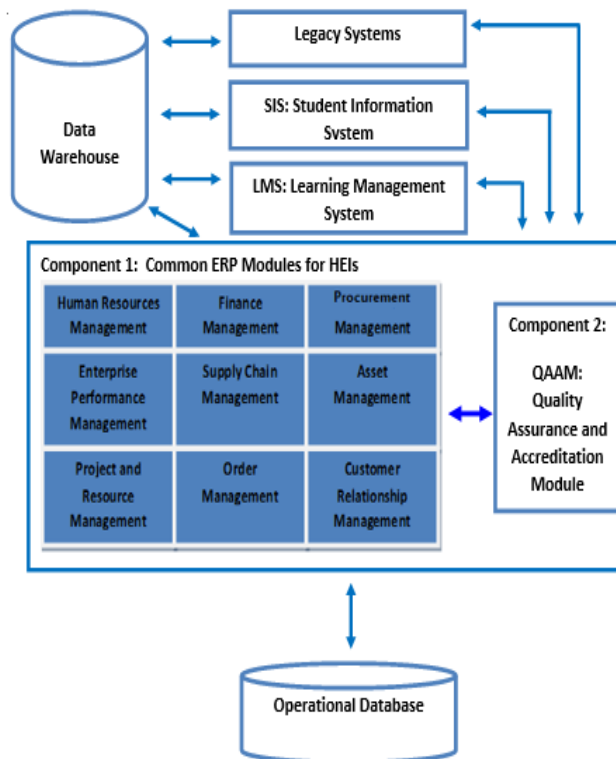 Legacy Systems
Data
Warehouse
SIS: Student Information
System
LMS: Learning Management
System
Component 1: Common ERP Modules for HEIs
Human Resources
Management
Finance
Management
Procurement
Management
Enterprise
Performance
Management
Supply Chain
Management
Asset
Management
Project and
Resource
Management
Order
Management
Customer
Relationship
Management
Component 2:
QAAM:
Quality
Assurance and
Accreditation
Module
Operational Database